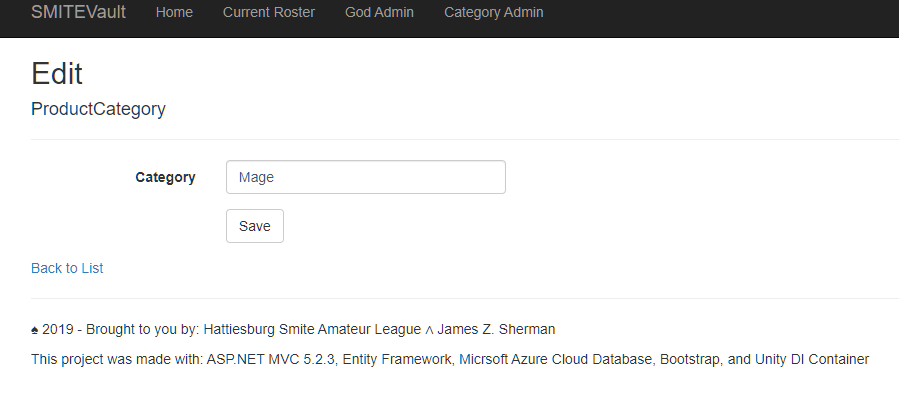 SMITEVault Home Current Roster God Admin Category Admin
Edit
ProductCategory
Category Mage
Save
Back to List
♠ 2019 - Brought to you by: Hattiesburg Smite Amateur League ∧ James Z. Sherman
This project was made with: ASP.NET MVC 5.2.3, Entity Framework, Micrsoft Azure Cloud Database, Bootstrap, and Unity DI Container